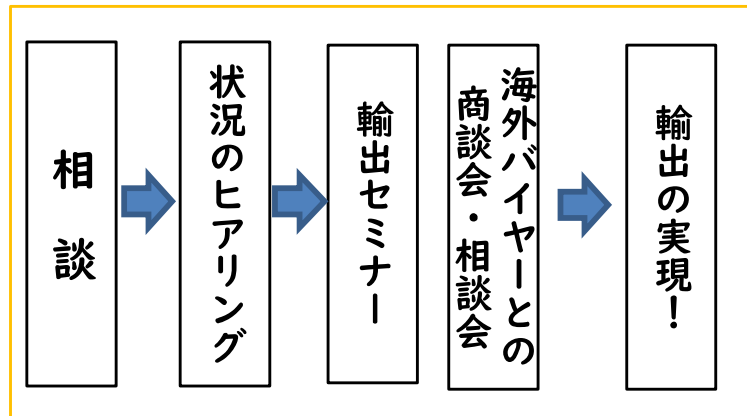 相談
状況のヒアリング
輸出セミナー
海外バイヤーとの
商談会・相談会
輸出の実現！